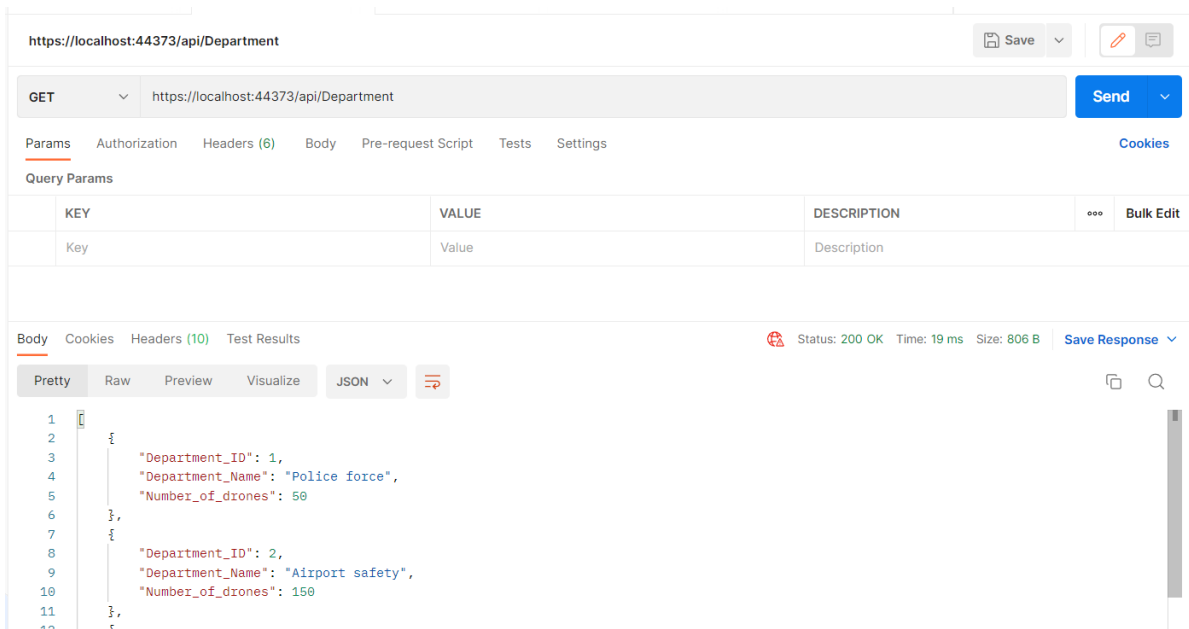 https://localhost:44373/api/Department Save
GET https://localhost:44373/api/Department Send
Params Authorization Headers (6) Body Pre-request Script Tests Settings Cookies
Query Params
KEY VALUE DESCRIPTION ooo Bulk Edit
Key Value Description
Body Cookies Headers (10) Test Results Status: 200 OK Time: 19 ms Size: 806 B Save Response
Pretty Raw Preview Visualize JSON
1 [
2 {
3 "Department_ID": 1,
4 "Department_Name": "Police force",
5 "Number_of_drones": 50
6 },
7 {
8 "Department_ID": 2,
9 "Department_Name": "Airport safety",
10 "Number_of_drones": 150
11 },